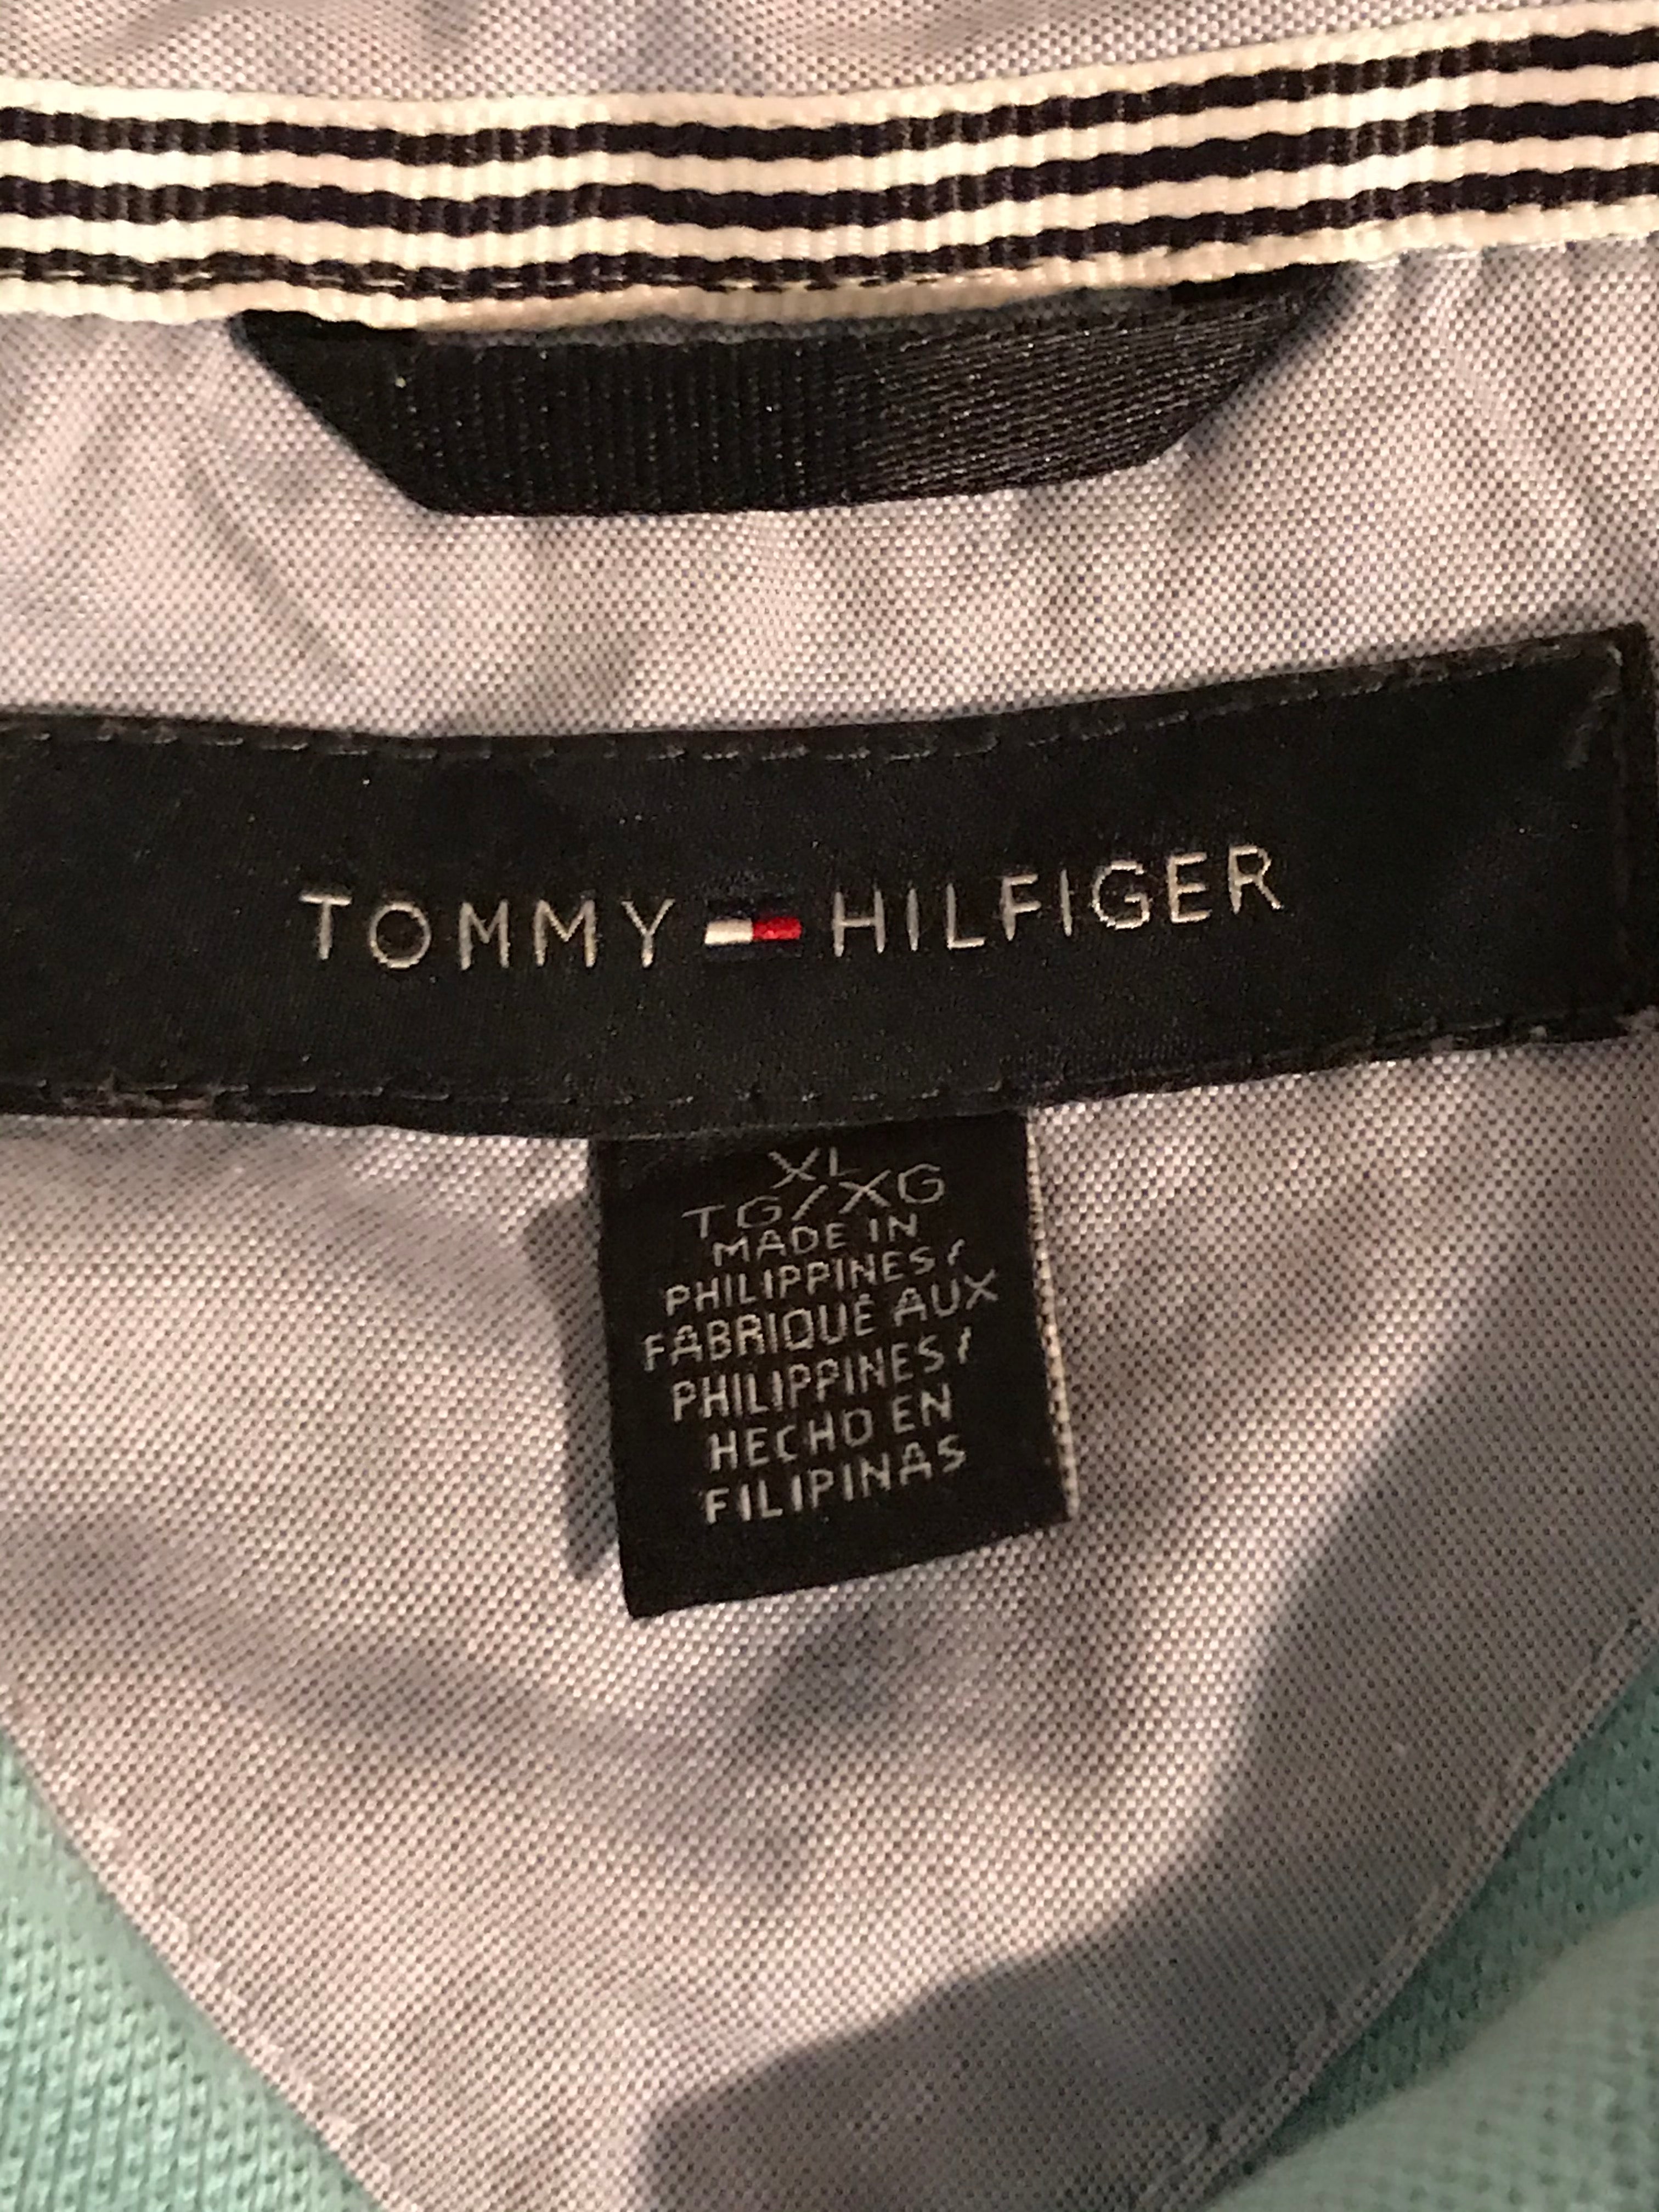 TOMMY HILFIGER
XL
TG/XG
MADE IN
PHILIPPINES/
FABRIQUÉ AUX
PHILIPPINES/
HECHO EN
FILIPINAS